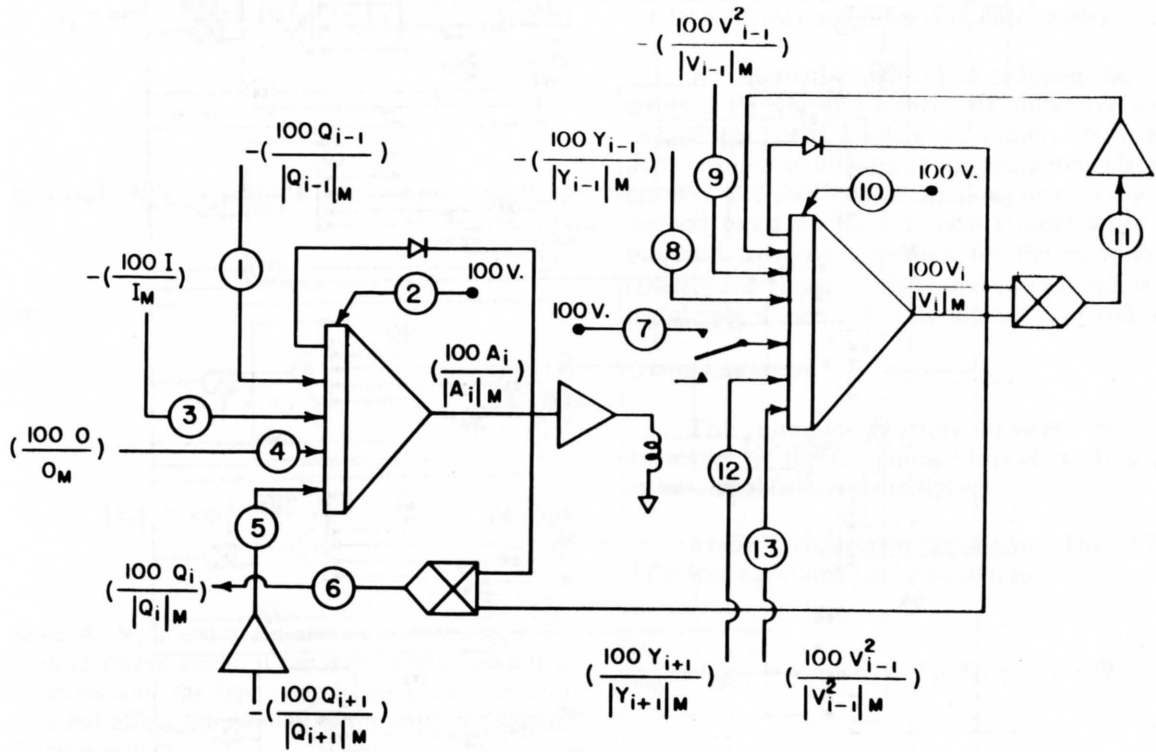 -(100 V²i-1 / |Vi-1|M)
-(100 Qi-1 / |Qi-1|M)
-(100 Yi-1 / |Yi-1|M)
9
10
100 V.
11
1
8
-(100 I / IM)
2
100 V.
100 Vi / |Vi|M
7
100 V.
(100 Ai / |Ai|M)
3
(100 O / OM)
4
12
5
13
(100 Qi / |Qi|M)
6
(100 Yi+1 / |Yi+1|M)
(100 V²i-1 / |V²i-1|M)
-(100 Qi+1 / |Qi+1|M)